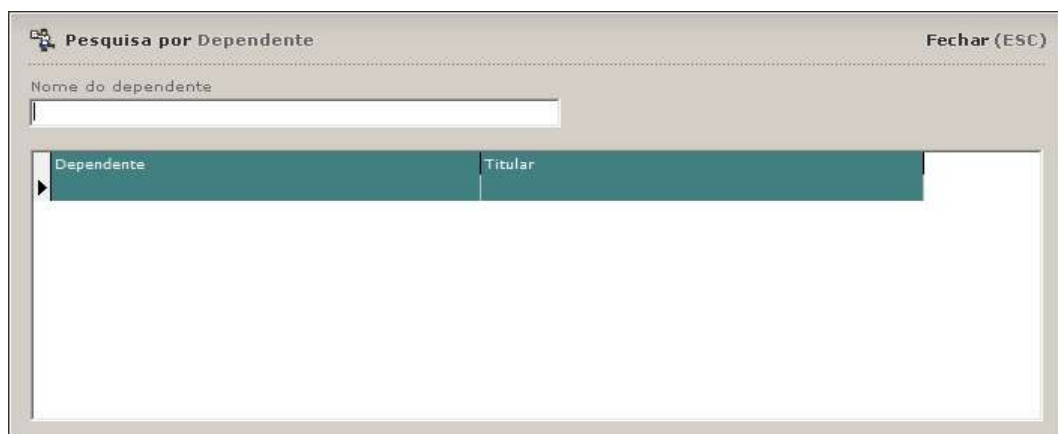 Pesquisa por Dependente Fechar (ESC)
Nome do dependente
Dependente Titular